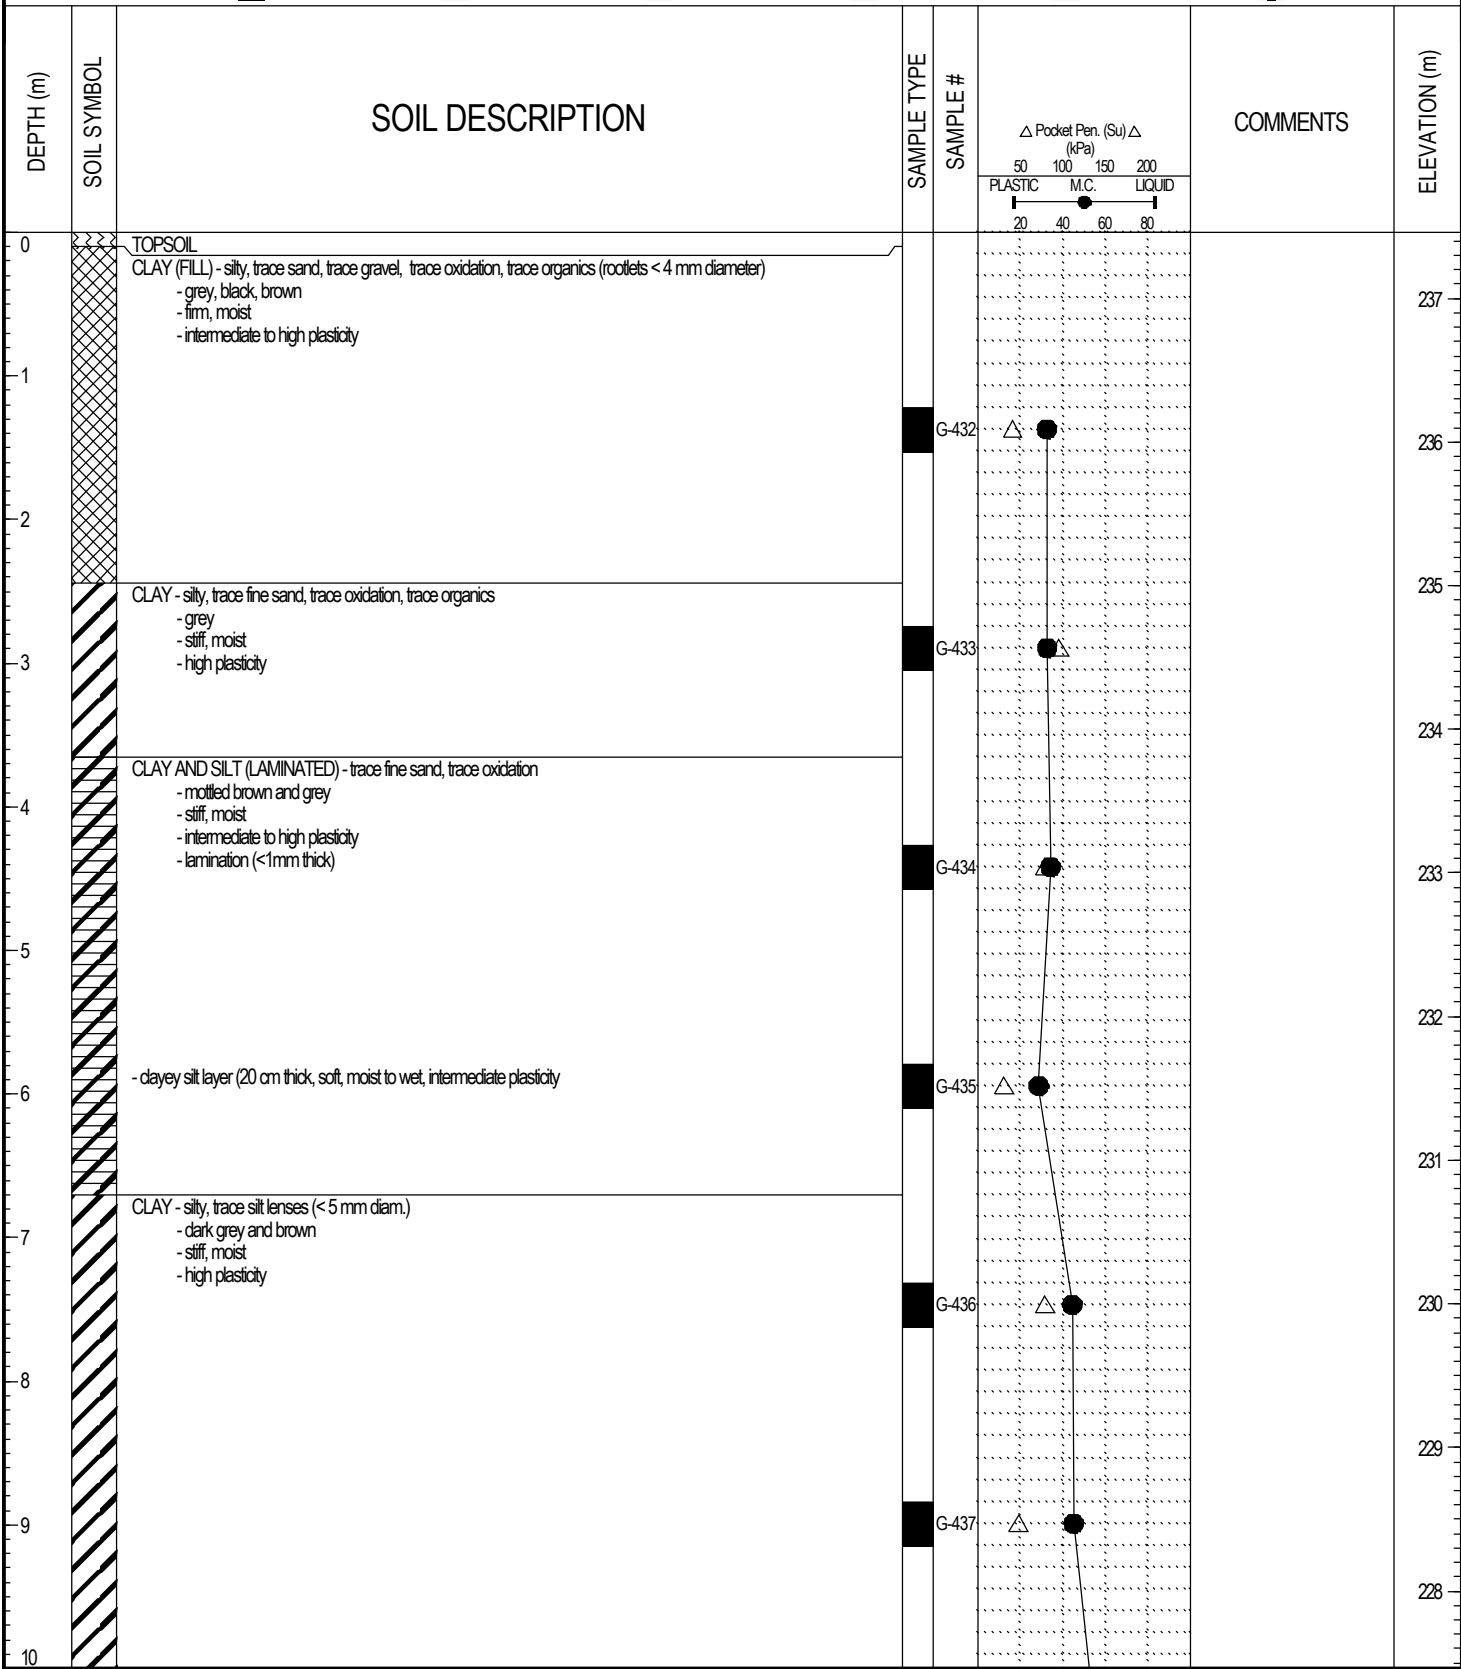 DEPTH (m)
SOIL SYMBOL
SOIL DESCRIPTION
SAMPLE TYPE
SAMPLE #
△ Pocket Pen. (Su) △
(kPa)
50 100 150 200
PLASTIC M.C. LIQUID
20 40 60 80
COMMENTS
ELEVATION (m)
0
TOPSOIL
CLAY (FILL) - silty, trace sand, trace gravel, trace oxidation, trace organics (rootlets < 4 mm diameter)
- grey, black, brown
237
- firm, moist
- intermediate to high plasticity
1
G-432
236
2
235
CLAY - silty, trace fine sand, trace oxidation, trace organics
- grey
- stiff, moist
G-433
- high plasticity
3
234
CLAY AND SILT (LAMINATED) - trace fine sand, trace oxidation
- mottled brown and grey
4
- stiff, moist
- intermediate to high plasticity
- lamination (<1mm thick)
G-434
233
5
232
- clayey silt layer (20 cm thick, soft, moist to wet, intermediate plasticity
G-435
6
231
CLAY - silty, trace silt lenses (< 5 mm diam.)
- dark grey and brown
7
- stiff, moist
- high plasticity
G-436
230
8
229
G-437
9
228
10